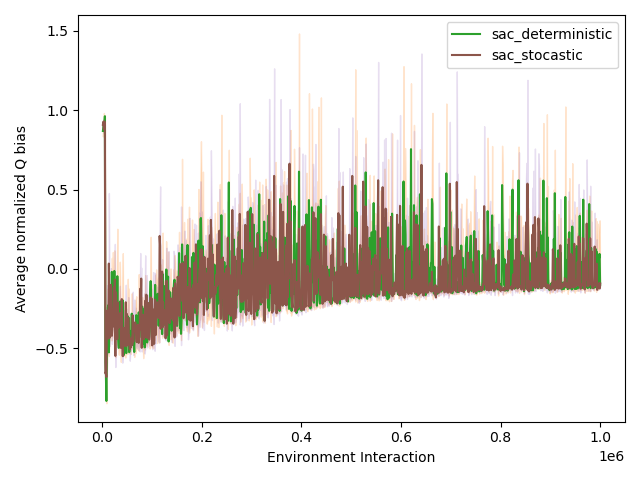 1.5
1.0
0.5
0.0
−0.5
Average normalized Q bias
sac_deterministic
sac_stocastic
0.0
0.2
0.4
0.6
0.8
1.0
1e6
Environment Interaction